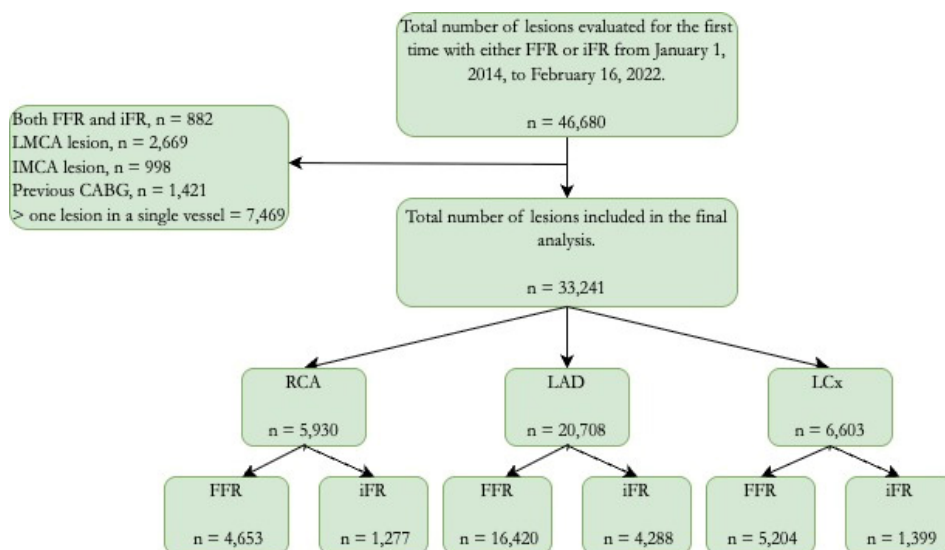 Total number of lesions evaluated for the first
time with either FFR or iFR from January 1,
2014, to February 16, 2022.
n = 46,680
Both FFR and iFR, n = 882
LMCA lesion, n = 2,669
IMCA lesion, n = 998
Previous CABG, n = 1,421
> one lesion in a single vessel = 7,469
Total number of lesions included in the final
analysis.
n = 33,241
RCA
n = 5,930
LAD
n = 20,708
LCx
n = 6,603
FFR
n = 4,653
iFR
n = 1,277
FFR
n = 16,420
iFR
n = 4,288
FFR
n = 5,204
iFR
n = 1,399